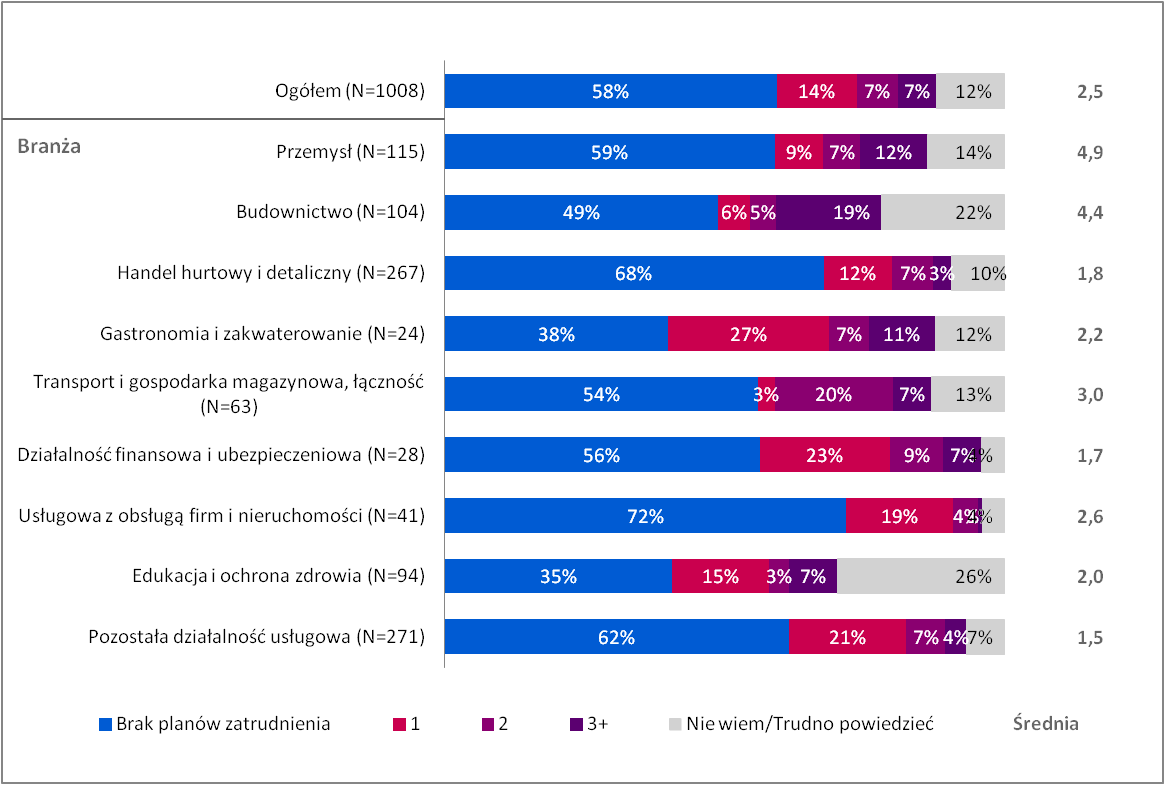 Ogółem (N=1008) 58% 14% 7% 7% 12% 2,5
Branża
Przemysł (N=115) 59% 9% 7% 12% 14% 4,9
Budownictwo (N=104) 49% 6% 5% 19% 22% 4,4
Handel hurtowy i detaliczny (N=267) 68% 12% 7% 3% 10% 1,8
Gastronomia i zakwaterowanie (N=24) 38% 27% 7% 11% 12% 2,2
Transport i gospodarka magazynowa, łączność
(N=63) 54% 3% 20% 7% 13% 3,0
Działalność finansowa i ubezpieczeniowa (N=28) 56% 23% 9% 7% 4% 1,7
Usługowa z obsługą firm i nieruchomości (N=41) 72% 19% 4% 4% 2,6
Edukacja i ochrona zdrowia (N=94) 35% 15% 3% 7% 26% 2,0
Pozostała działalność usługowa (N=271) 62% 21% 7% 4% 7% 1,5
Brak planów zatrudnienia 1 2 3+ Nie wiem/Trudno powiedzieć Średnia